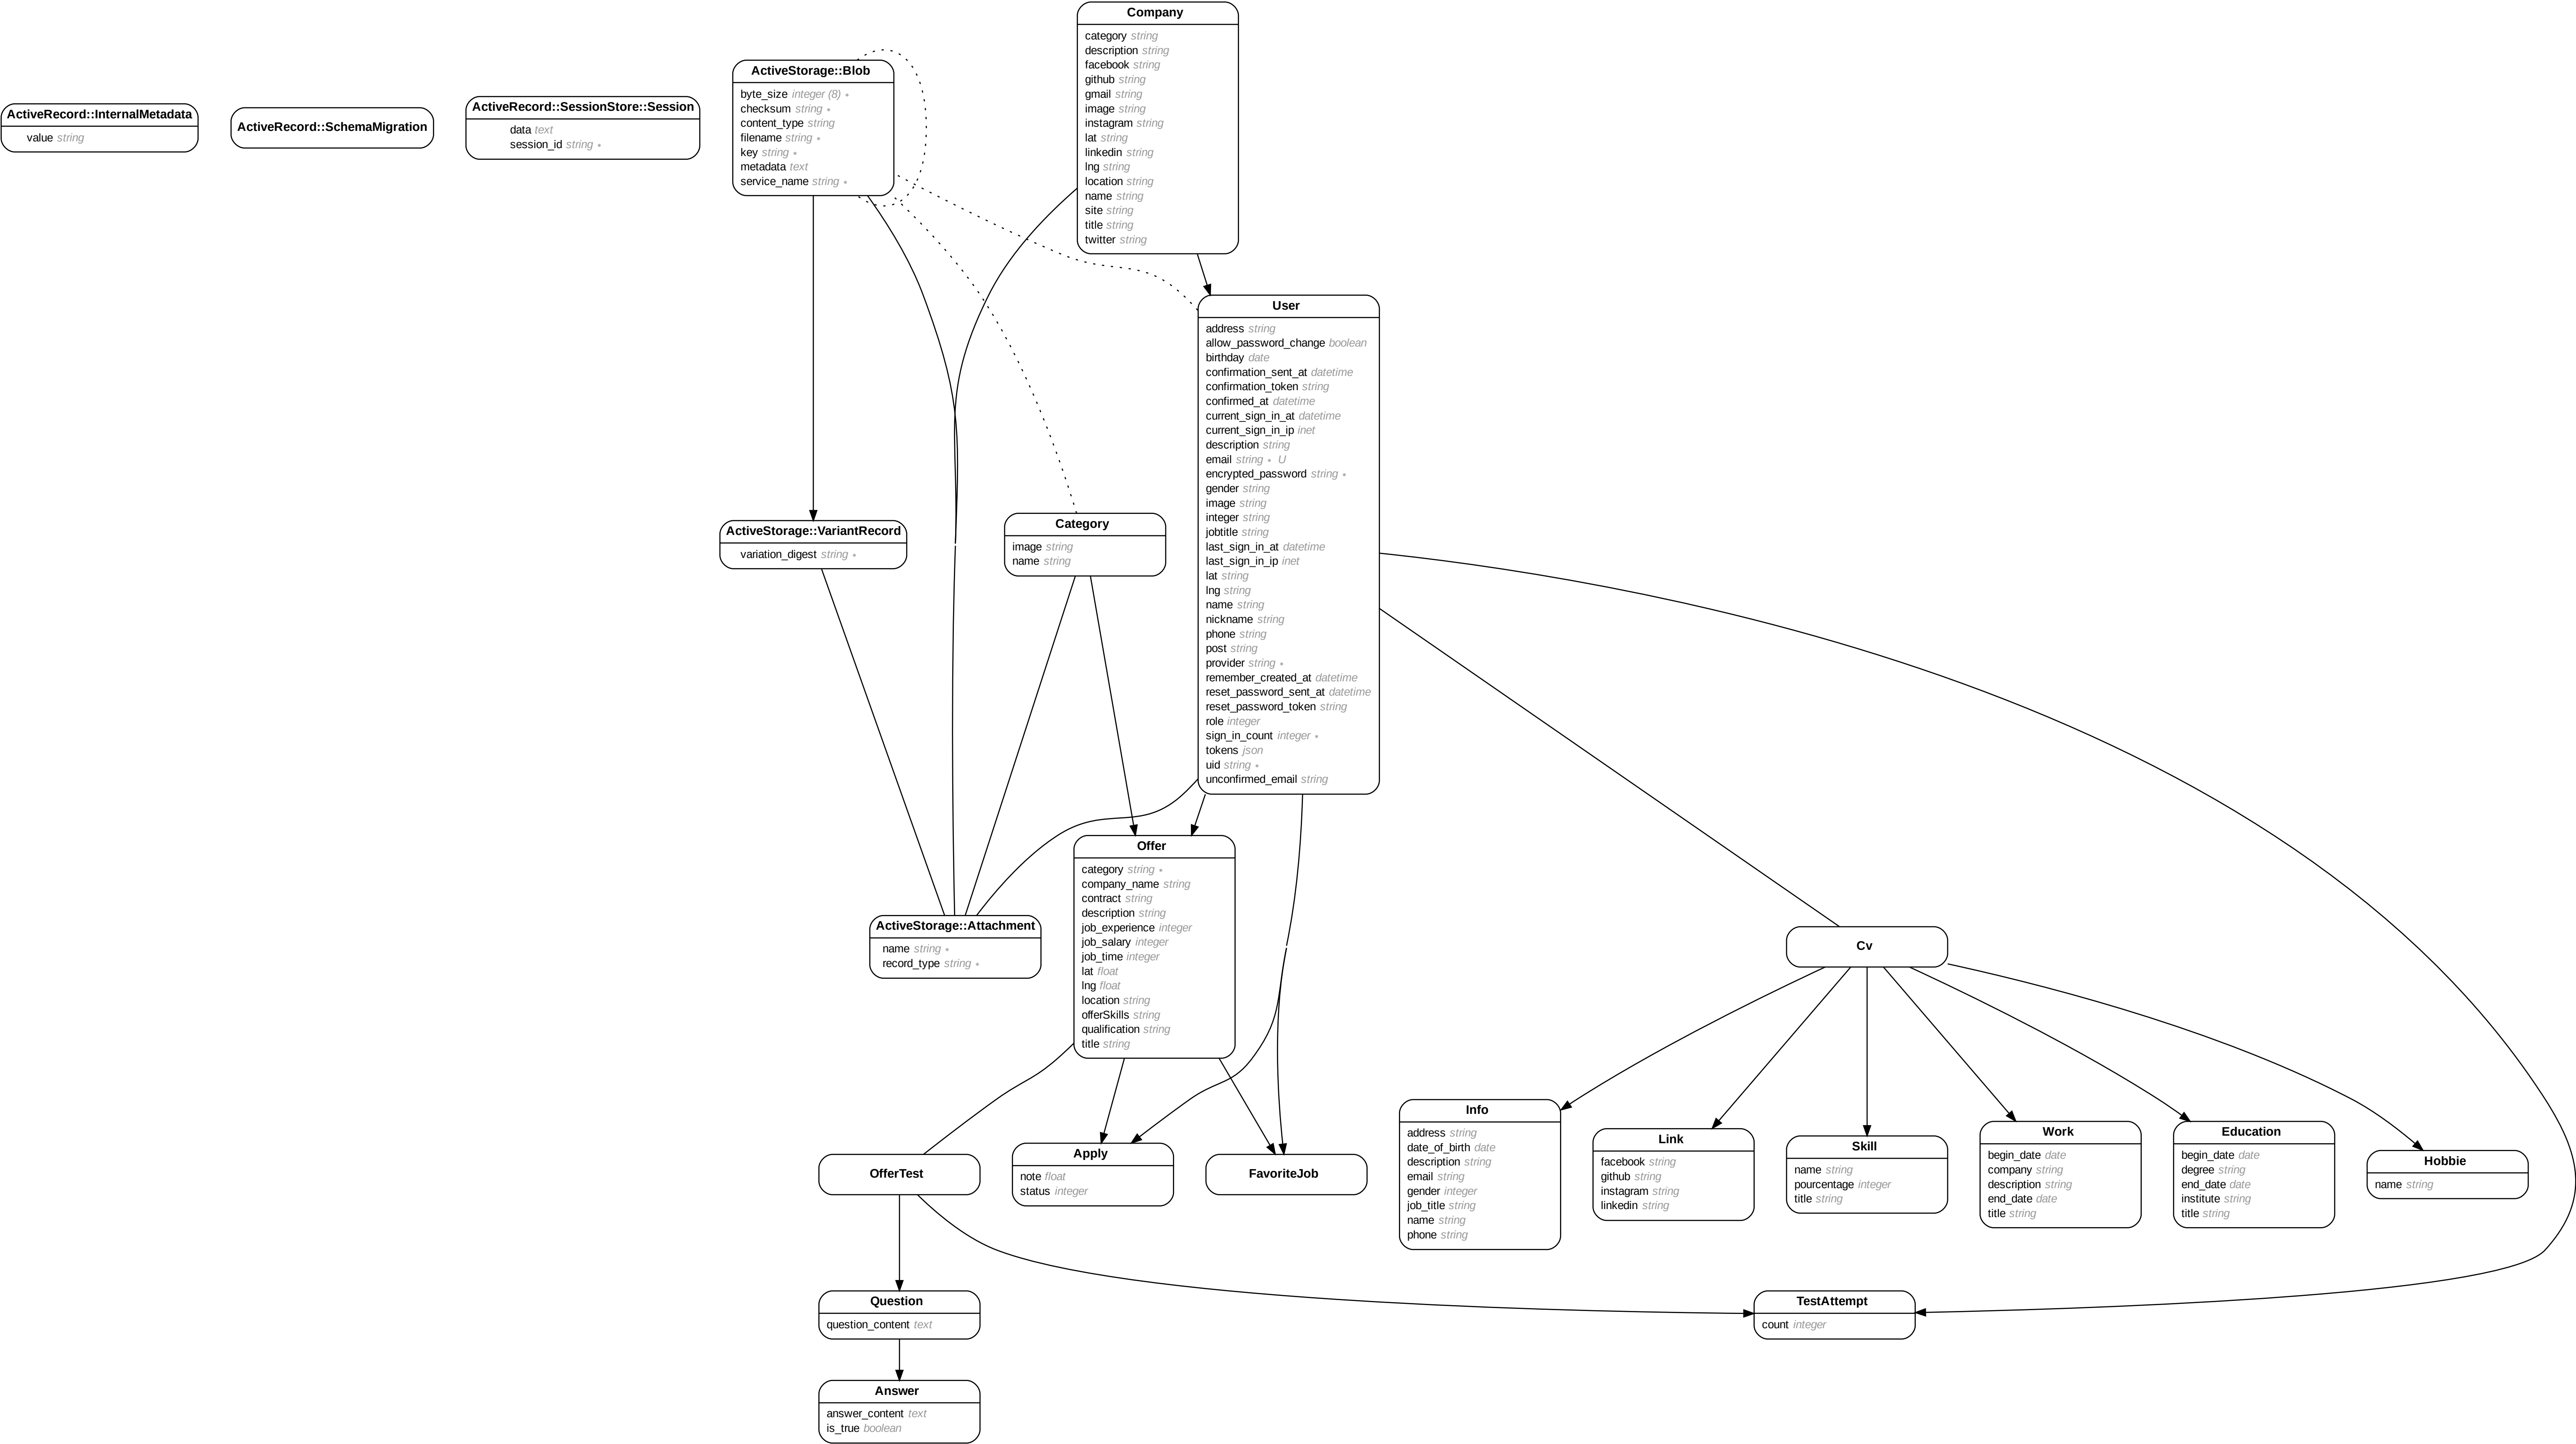 Company
category string
description string
facebook string
github string
gmail string
image string
instagram string
lat string
linkedin string
lng string
location string
name string
site string
title string
twitter string
ActiveStorage::Blob
byte_size integer (8) ∗
checksum string ∗
content_type string
filename string ∗
key string ∗
metadata text
service_name string ∗
ActiveRecord::InternalMetadata
value string
ActiveRecord::SchemaMigration
ActiveRecord::SessionStore::Session
data text
session_id string ∗
User
address string
allow_password_change boolean
birthday date
confirmation_sent_at datetime
confirmation_token string
confirmed_at datetime
current_sign_in_at datetime
current_sign_in_ip inet
description string
email string ∗ U
encrypted_password string ∗
gender string
image string
integer string
jobtitle string
last_sign_in_at datetime
last_sign_in_ip inet
lat string
lng string
name string
nickname string
phone string
post string
provider string ∗
remember_created_at datetime
reset_password_sent_at datetime
reset_password_token string
role integer
sign_in_count integer ∗
tokens json
uid string ∗
unconfirmed_email string
ActiveStorage::VariantRecord
variation_digest string ∗
Category
image string
name string
Offer
category string ∗
company_name string
contract string
description string
job_experience integer
job_salary integer
job_time integer
lat float
lng float
location string
offerSkills string
qualification string
title string
ActiveStorage::Attachment
name string ∗
record_type string ∗
Cv
OfferTest
Apply
note float
status integer
FavoriteJob
Info
address string
date_of_birth date
description string
email string
gender integer
job_title string
name string
phone string
Link
facebook string
github string
instagram string
linkedin string
Skill
name string
pourcentage integer
title string
Work
begin_date date
company string
description string
end_date date
title string
Education
begin_date date
degree string
end_date date
institute string
title string
Hobbie
name string
Question
question_content text
TestAttempt
count integer
Answer
answer_content text
is_true boolean